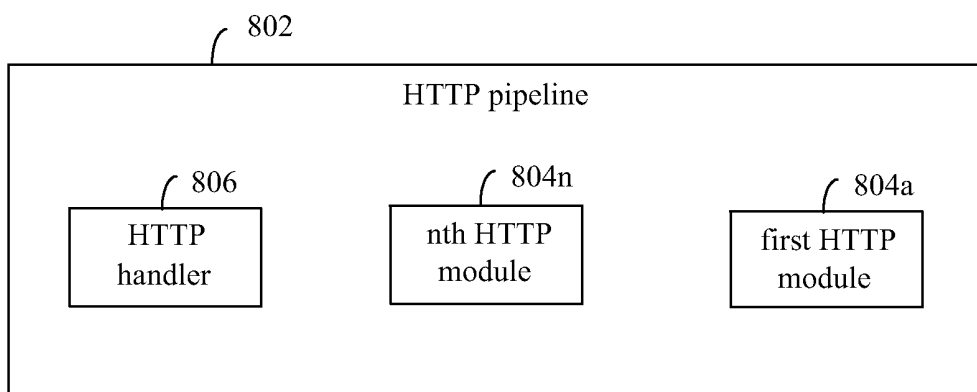 802
HTTP pipeline
806
804n
804a
HTTP
handler
nth HTTP
module
first HTTP
module